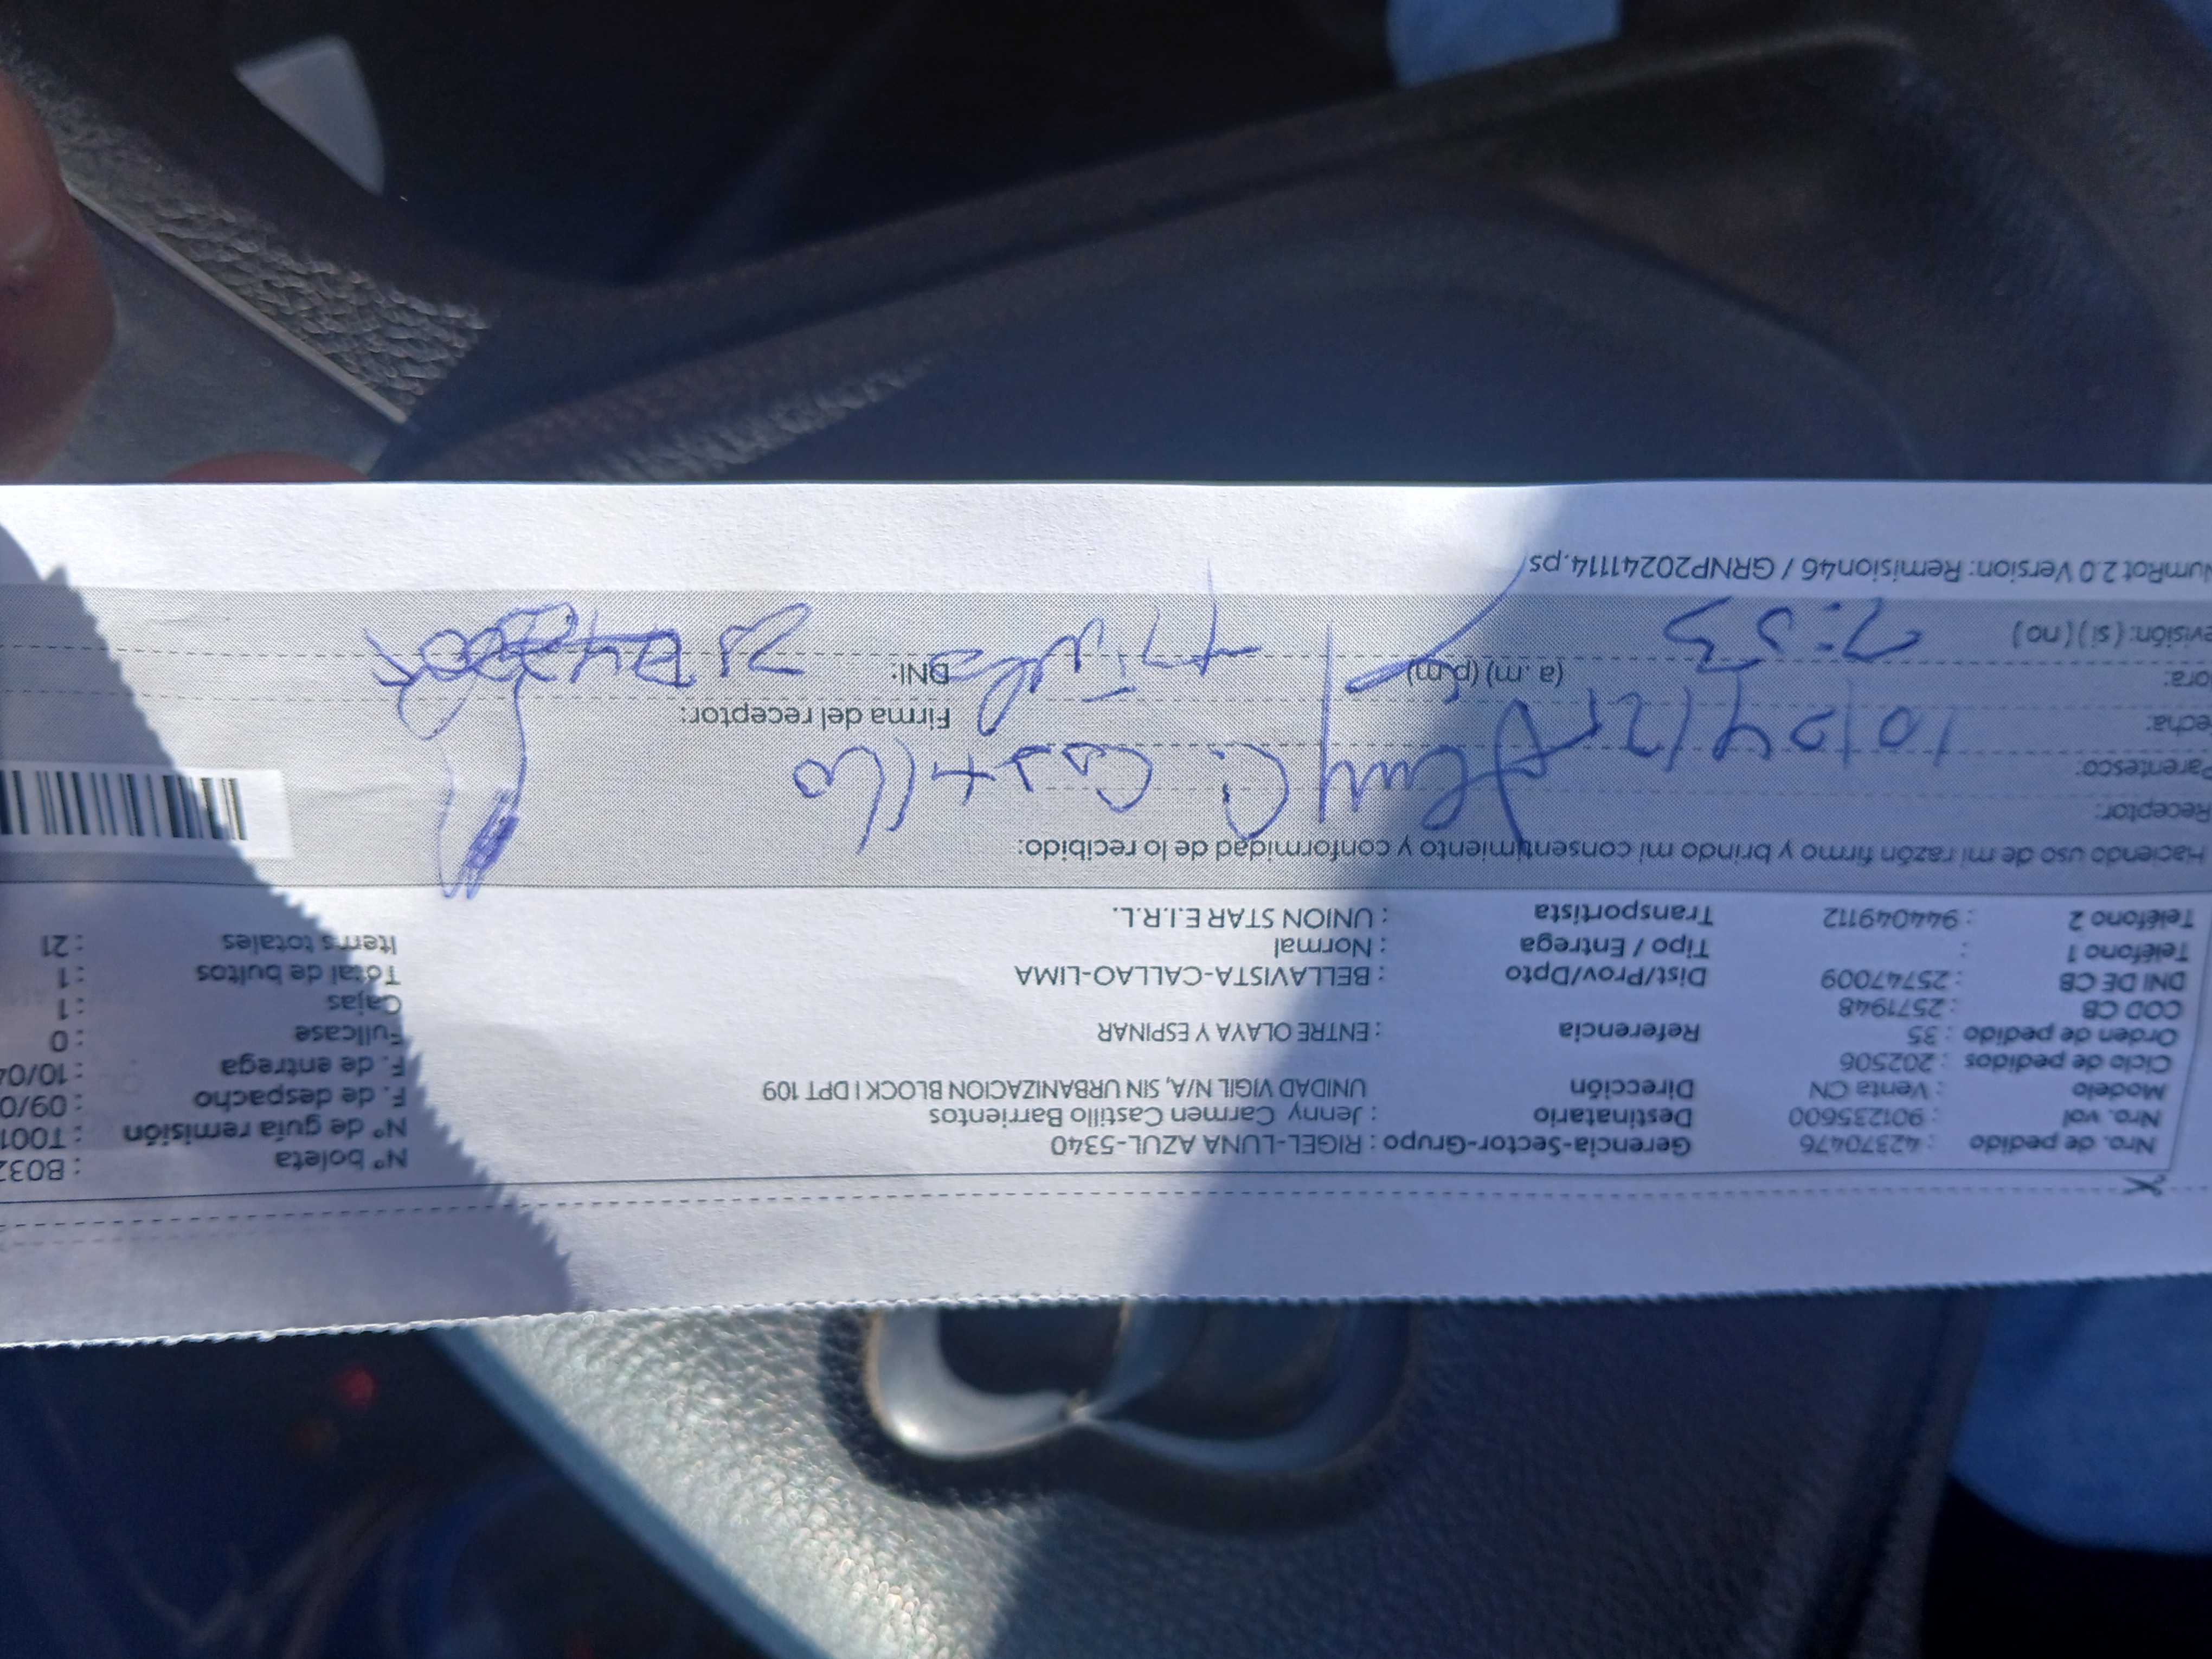 Nro. de pedido : 42370476 Gerencia-Sector-Grupo : RIGEL-LUNA AZUL-5340 N° boleta : B032
Nro. vol : 901235600 Destinatario : Jenny Carmen Castillo Barrientos N° de guía remisión : T001
Modelo : Venta CN Dirección UNIDAD VIGIL N/A, SIN URBANIZACION BLOCK I DPT 109 F. de despacho : 09/0
Ciclo de pedidos : 202506 F. de entrega : 10/04
Orden de pedido : 35 Referencia : ENTRE OLAYA Y ESPINAR Fullcase : 0
COD CB : 2571948 Cajas : 1
DNI DE CB : 25747009 Dist/Prov/Dpto : BELLAVISTA-CALLAO-LIMA Total de bultos : 1
Teléfono 1 : Tipo / Entrega : Normal Items totales : 21
Teléfono 2 : 944049112 Transportista : UNION STAR E.I.R.L.
Haciendo uso de mi razón firmo y brindo mi consentimiento y conformidad de lo recibido:
Receptor: Jenny C. Castillo
Parentesco:
echa: 10/04/25 Firma del receptor:
ora: 7:53 (a. m) (p.m) DNI:
evisión: ( si ) ( no )
NumRot 2.0 Version: Remision46 / GRNP20241114.ps